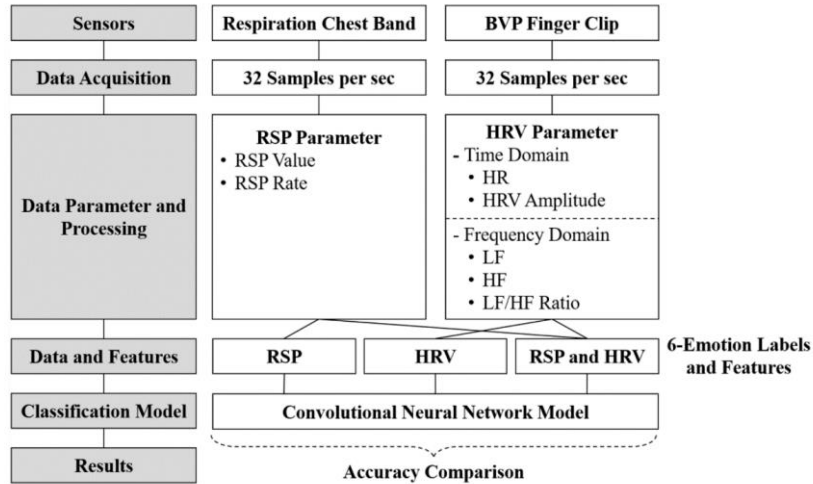 Sensors
Respiration Chest Band
BVP Finger Clip
Data Acquisition
32 Samples per sec
32 Samples per sec
Data Parameter and
Processing
RSP Parameter
• RSP Value
• RSP Rate
HRV Parameter
- Time Domain
• HR
• HRV Amplitude
- Frequency Domain
• LF
• HF
• LF/HF Ratio
Data and Features
RSP
HRV
RSP and HRV
6-Emotion Labels
and Features
Classification Model
Convolutional Neural Network Model
Results
Accuracy Comparison